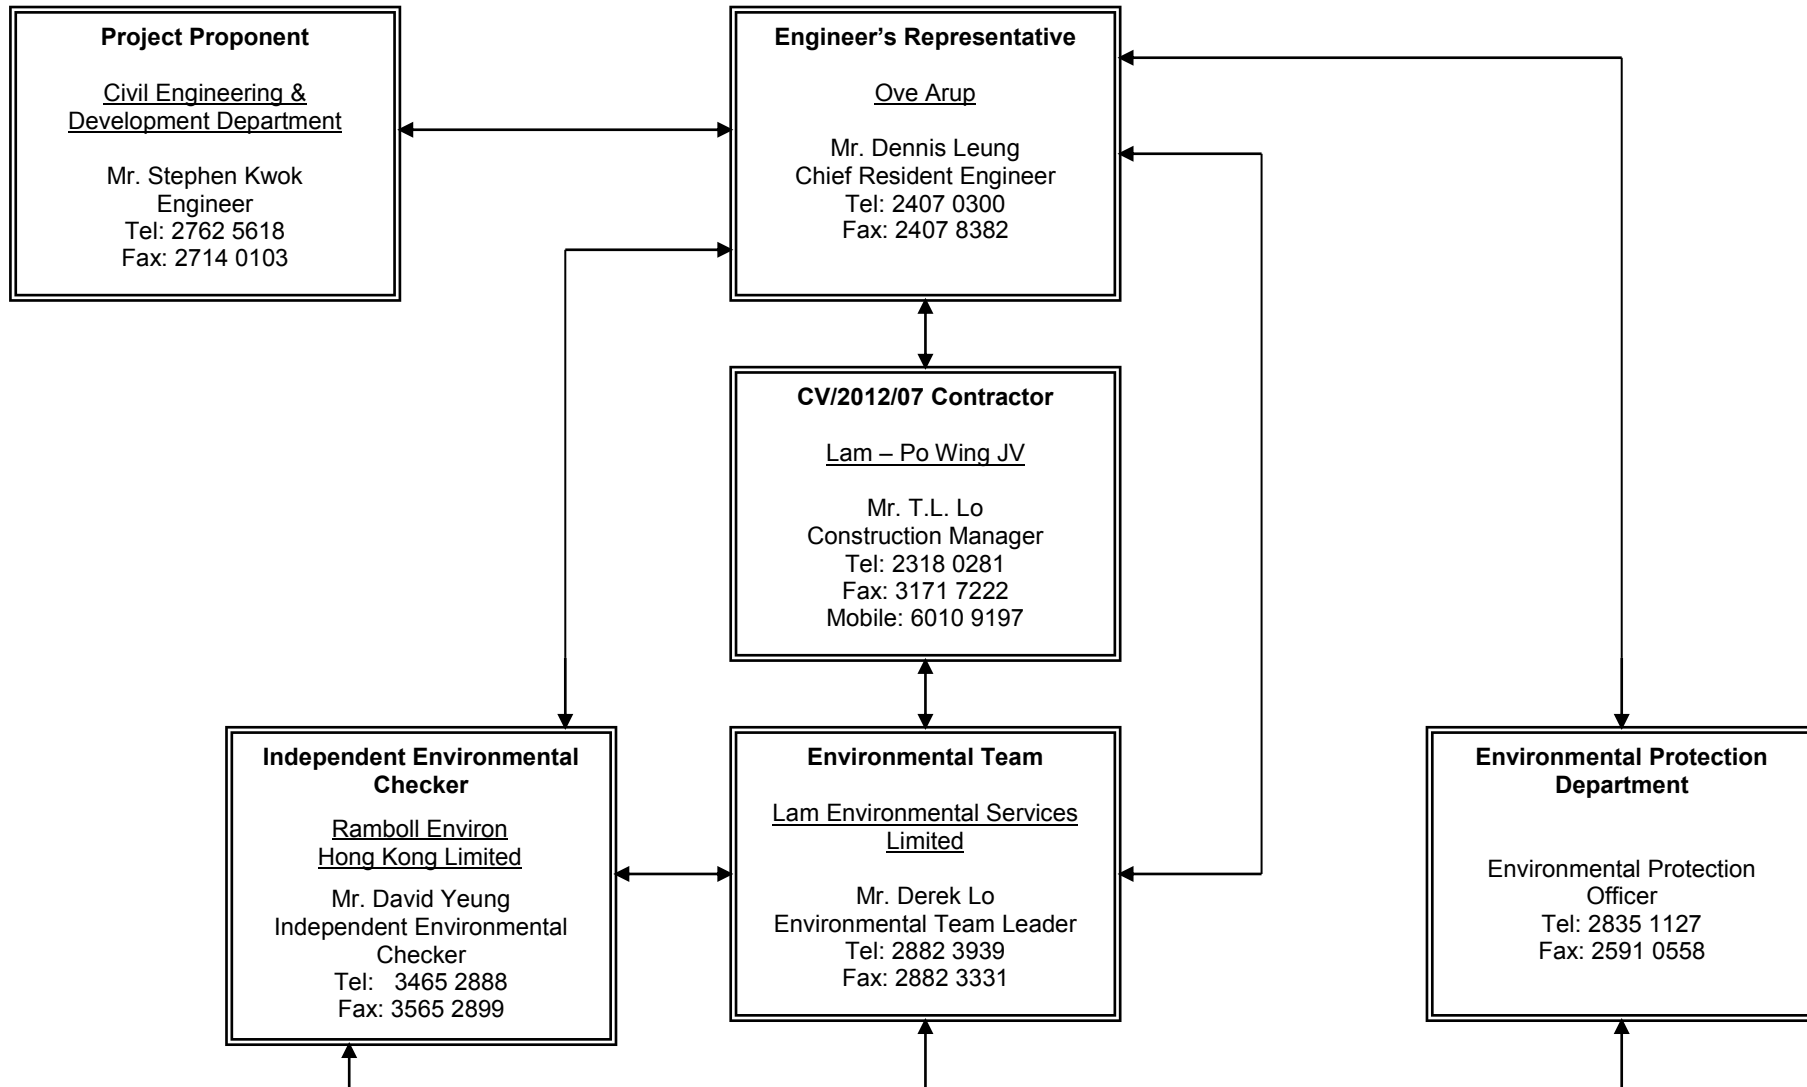 Project Proponent
Civil Engineering &
Development Department
Mr. Stephen Kwok
Engineer
Tel: 2762 5618
Fax: 2714 0103
Engineer's Representative
Ove Arup
Mr. Dennis Leung
Chief Resident Engineer
Tel: 2407 0300
Fax: 2407 8382
CV/2012/07 Contractor
Lam – Po Wing JV
Mr. T.L. Lo
Construction Manager
Tel: 2318 0281
Fax: 3171 7222
Mobile: 6010 9197
Independent Environmental
Checker
Ramboll Environ
Hong Kong Limited
Mr. David Yeung
Independent Environmental
Checker
Tel: 3465 2888
Fax: 3565 2899
Environmental Team
Lam Environmental Services
Limited
Mr. Derek Lo
Environmental Team Leader
Tel: 2882 3939
Fax: 2882 3331
Environmental Protection
Department
Environmental Protection
Officer
Tel: 2835 1127
Fax: 2591 0558